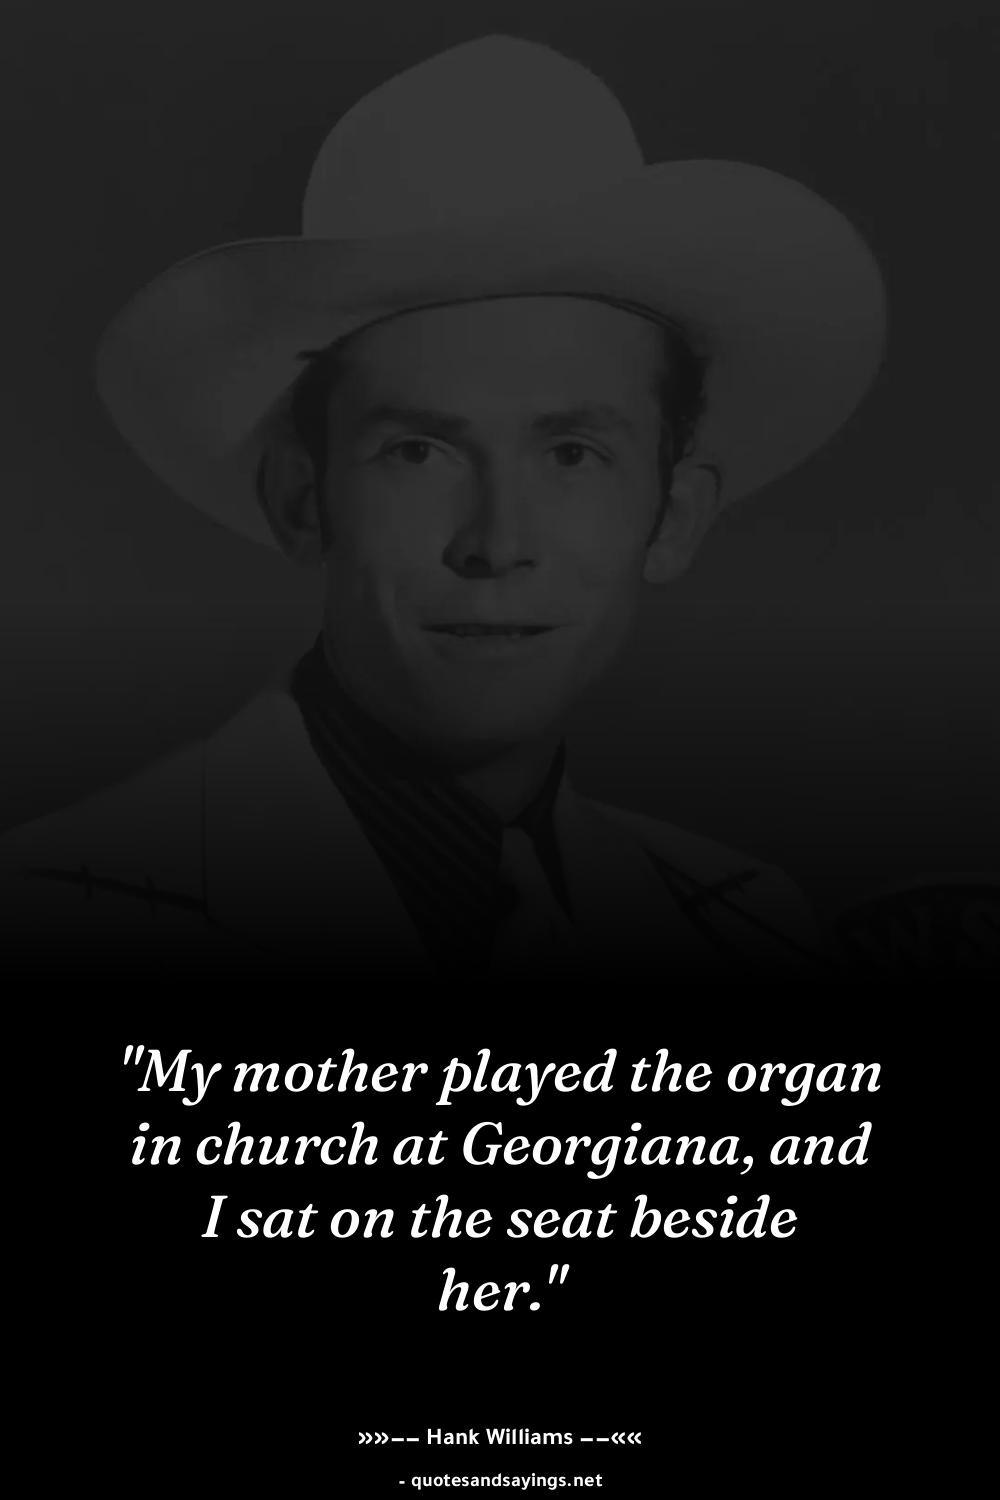 "My mother played the organ
in church at Georgiana, and
I sat on the seat beside
her."
»»−− Hank Williams −−««
- quotesandsayings.net
WS